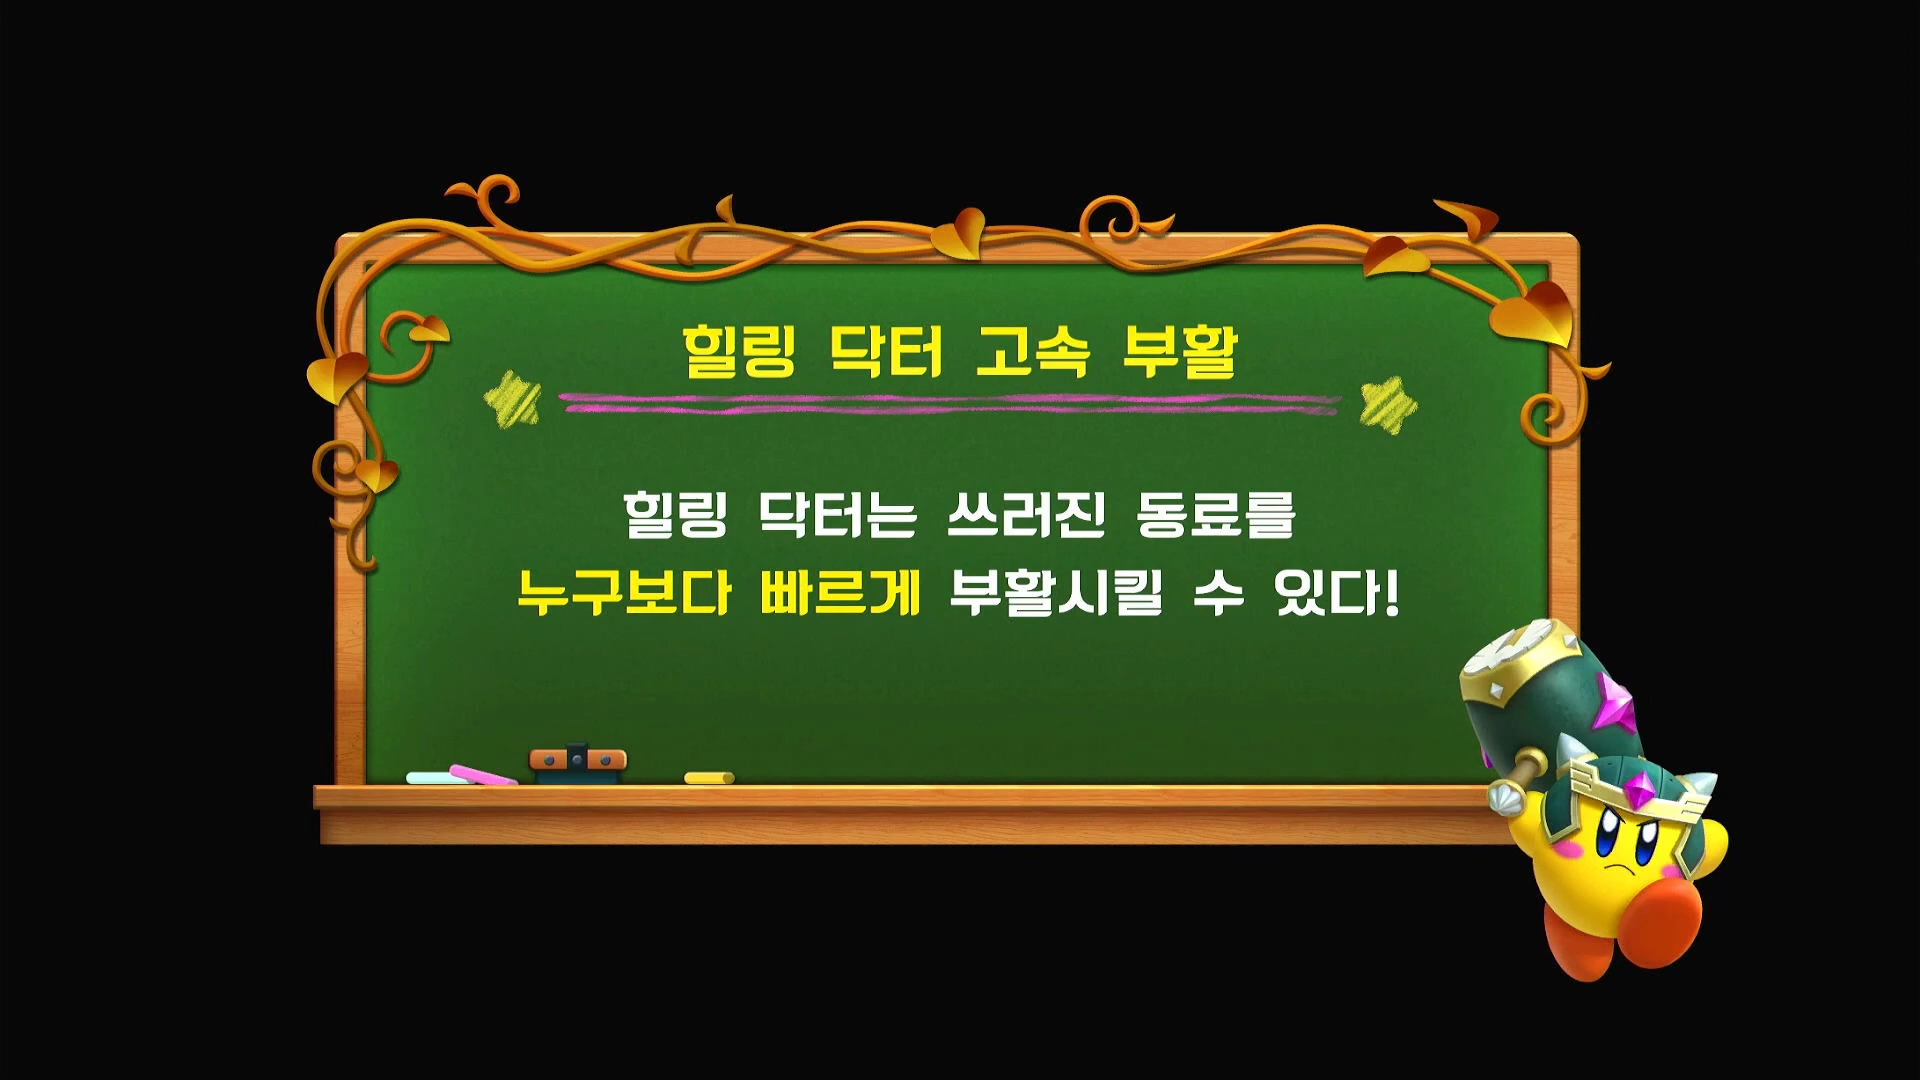 힐링 닥터 고속 부활
힐링 닥터는 쓰러진 동료를
누구보다 빠르게 부활시킬 수 있다!